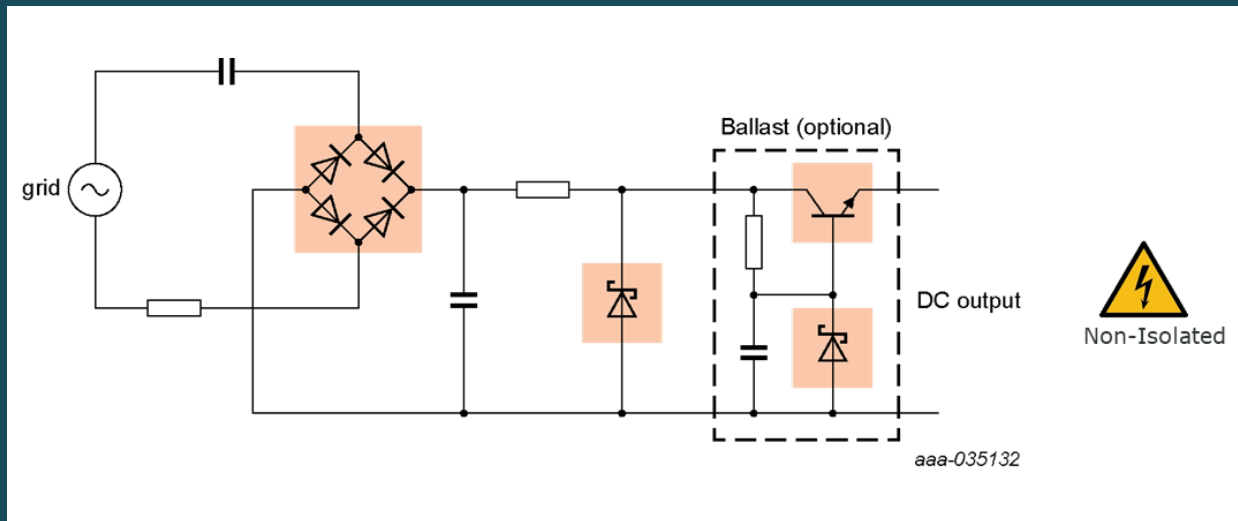 Ballast (optional)
grid
DC output
Non-Isolated
aaa-035132